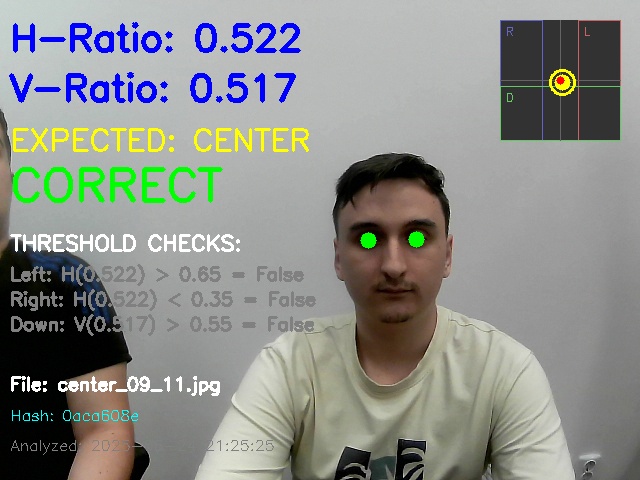 H-Ratio: 0.522
V-Ratio: 0.517
EXPECTED: CENTER
CORRECT
THRESHOLD CHECKS:
Left: H(0.522) > 0.65 = False
Right: H(0.522) < 0.35 = False
Down: V(0.517) > 0.55 = False
File: center_09_11.jpg
Hash: 0aca608e
Analyzed: 21:25:25
R
L
D